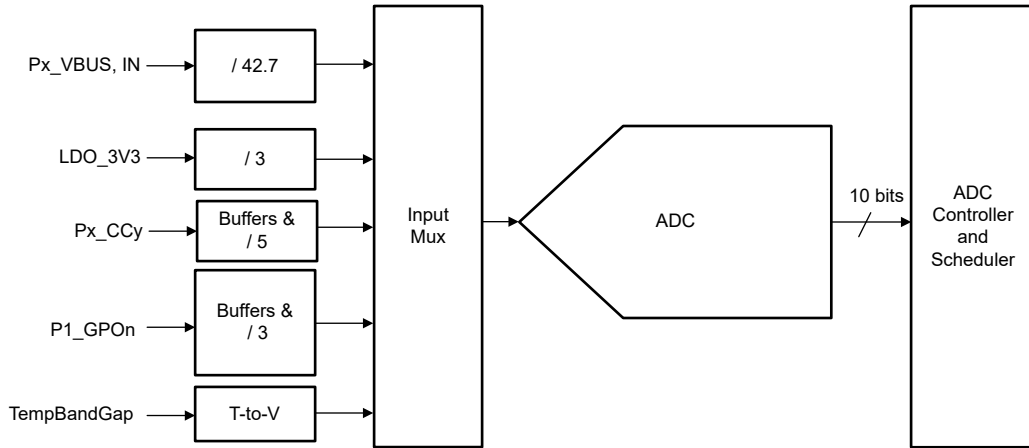 Px_VBUS, IN
/ 42.7
LDO_3V3
/ 3
Px_CCy
Buffers &
/ 5
P1_GPOn
Buffers &
/ 3
TempBandGap
T-to-V
Input
Mux
ADC
10 bits
ADC
Controller
and
Scheduler